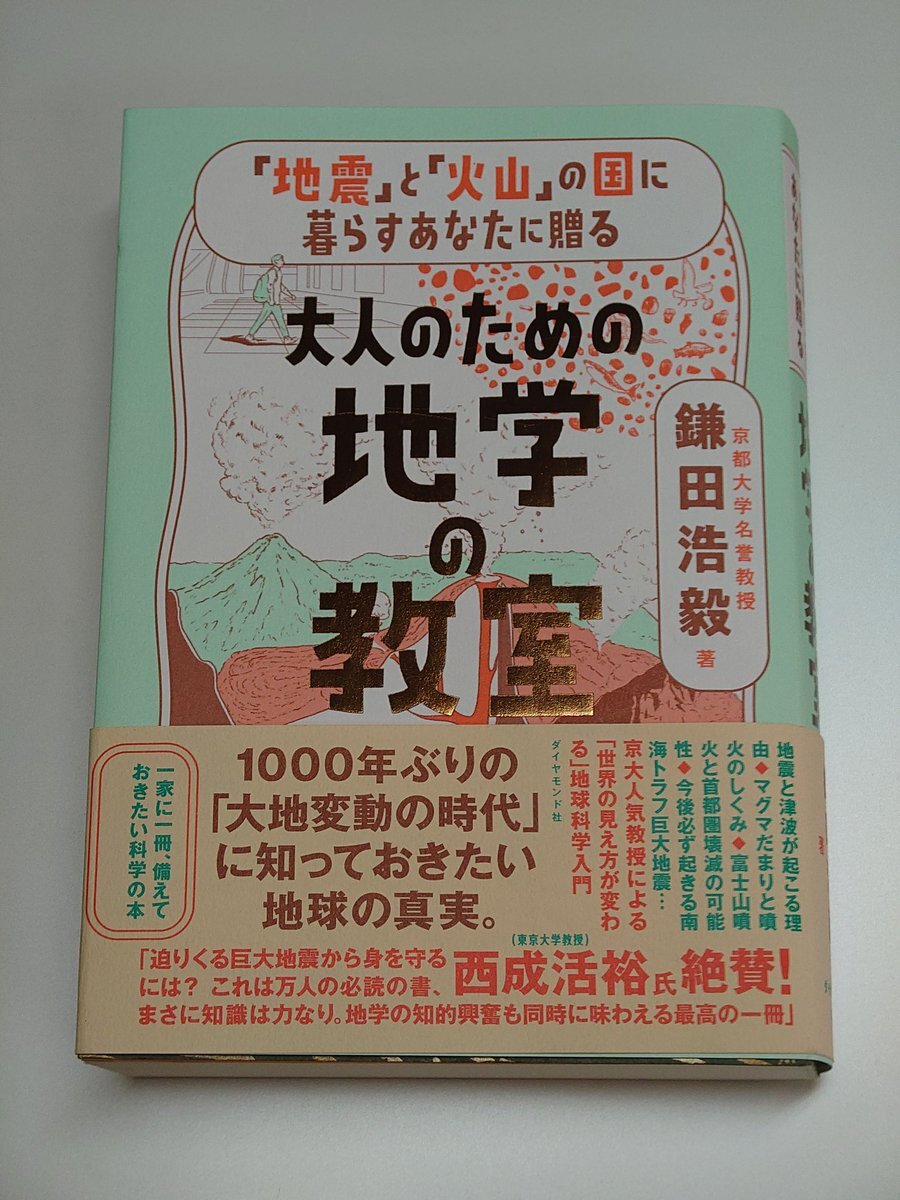 「地震」と「火山」の国に
暮らすあなたに贈る
大人のための
地学
の
教室
京都大学名誉教授
鎌田浩毅 著
地震と津波が起こる理
由◆マグマだまりと噴
火のしくみ◆富士山噴
火と首都圏壊滅の可能
性◆今後必ず起きる南
海トラフ巨大地震…
京大人気教授による
「世界の見え方が変わ
る」地球科学入門
ダイヤモンド社
1000年ぶりの
「大地変動の時代」
に知っておきたい
地球の真実。
一家に一冊、備えて
おきたい科学の本
「迫りくる巨大地震から身を守る
には? これは万人の必読の書、
まさに知識は力なり。地学の知的興奮も同時に味わえる最高の一冊」
(東京大学教授)
西成活裕氏絶賛!